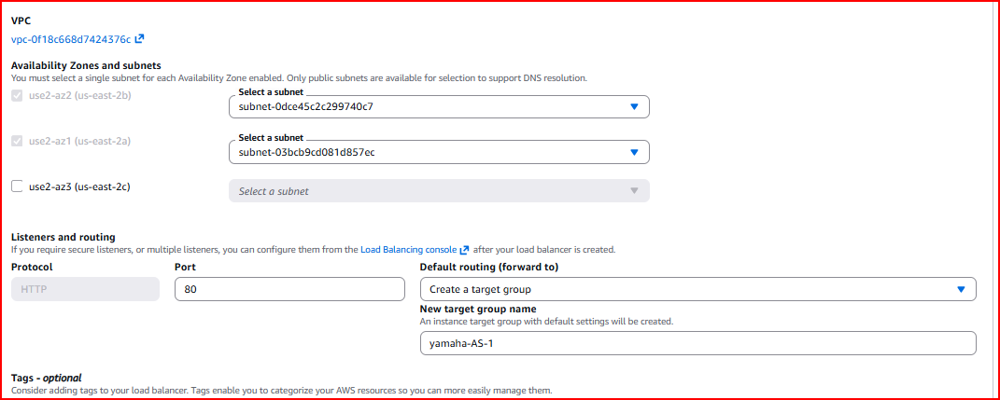 VPC
vpc-0f18c668d7424376c
Availability Zones and subnets
You must select a single subnet for each Availability Zone enabled. Only public subnets are available for selection to support DNS resolution.
use2-az2 (us-east-2b)
Select a subnet
subnet-0dce45c2c299740c7
use2-az1 (us-east-2a)
Select a subnet
subnet-03bcb9cd081d857ec
use2-az3 (us-east-2c)
Select a subnet
Listeners and routing
If you require secure listeners, or multiple listeners, you can configure them from the Load Balancing console after your load balancer is created.
Protocol Port Default routing (forward to)
HTTP 80 Create a target group
New target group name
An instance target group with default settings will be created.
yamaha-AS-1
Tags - optional
Consider adding tags to your load balancer. Tags enable you to categorize your AWS resources so you can more easily manage them.